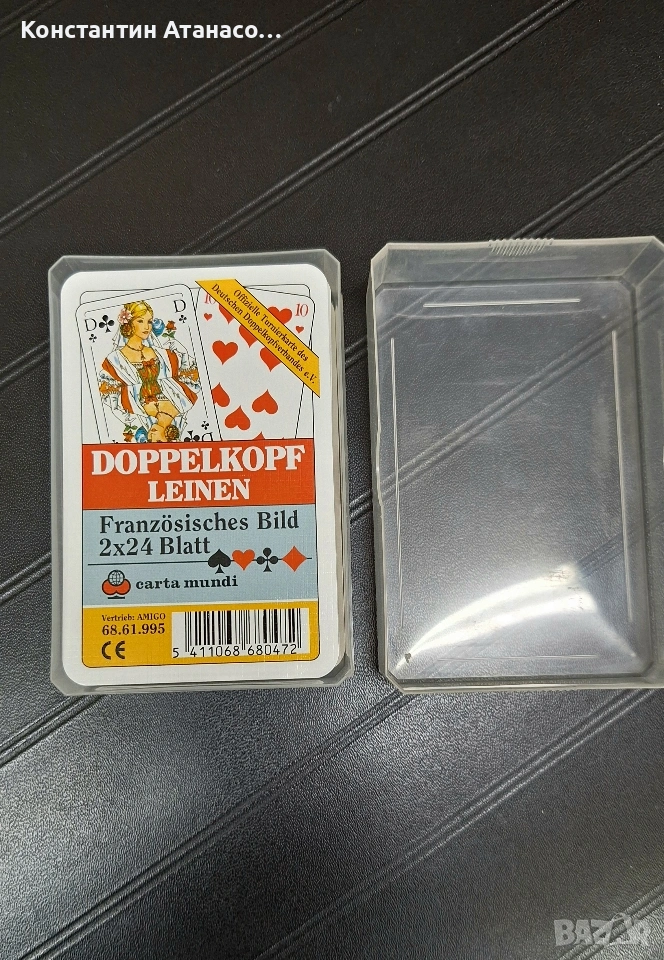 Константин Атанасо...
D
D
10
10
Offizielle Turnierkarte des
Deutschen Doppelkopfverbandes e.V.
D
DOPPELKOPF
LEINEN
Französisches Bild
2x24 Blatt
carta mundi
Vertrieb: AMIGO
68.61.995
CE
5 411068 680472
BAZAR